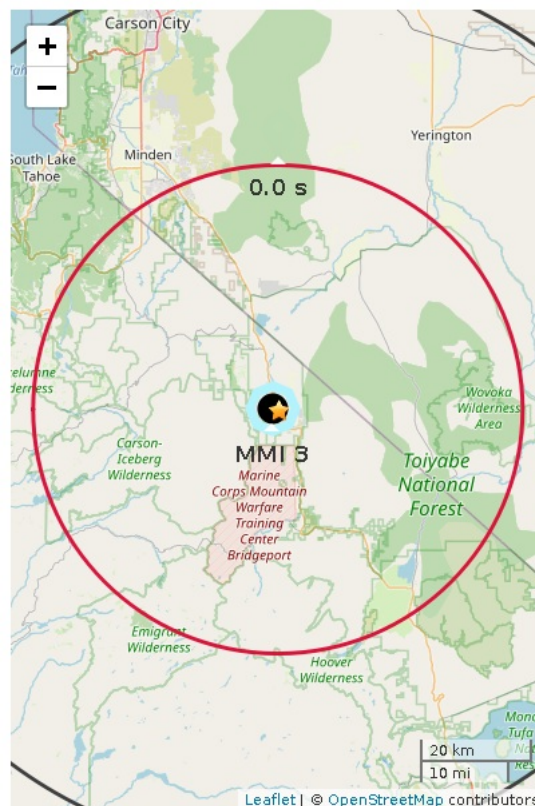 Carson City
+
−
Yerington
South Lake
Tahoe
Minden
0.0 s
Wovoka
Wilderness
Area
Carson-
Iceberg
Wilderness
MMI 3
Toiyabe
National
Forest
Marine
Corps Mountain
Warfare
Training
Center
Bridgeport
Emigrant
Wilderness
Hoover
Wilderness
Mono
Tufa
20 km
10 mi
Leaflet | © OpenStreetMap contributors